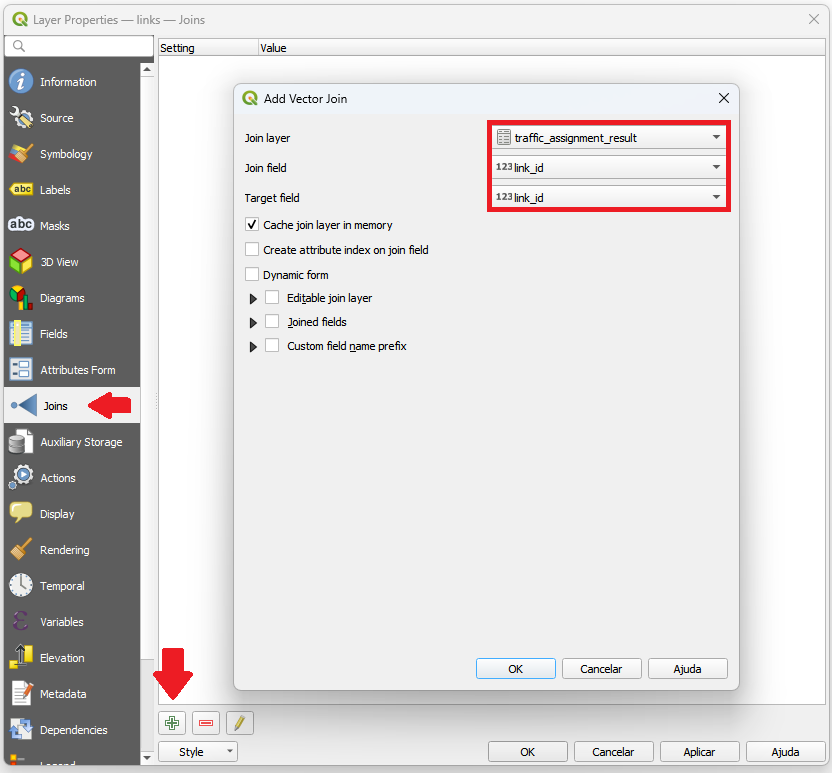 Layer Properties — links — Joins
Setting
Value
Information
Source
Symbology
abc Labels
abc Masks
3D View
Diagrams
Fields
Attributes Form
Joins
Auxiliary Storage
Actions
Display
Rendering
Temporal
Variables
Elevation
Metadata
Dependencies
Legend
Add Vector Join
Join layer
traffic_assignment_result
Join field
123 link_id
Target field
123 link_id
Cache join layer in memory
Create attribute index on join field
Dynamic form
Editable join layer
Joined fields
Custom field name prefix
OK
Cancelar
Ajuda
Style
OK
Cancelar
Aplicar
Ajuda